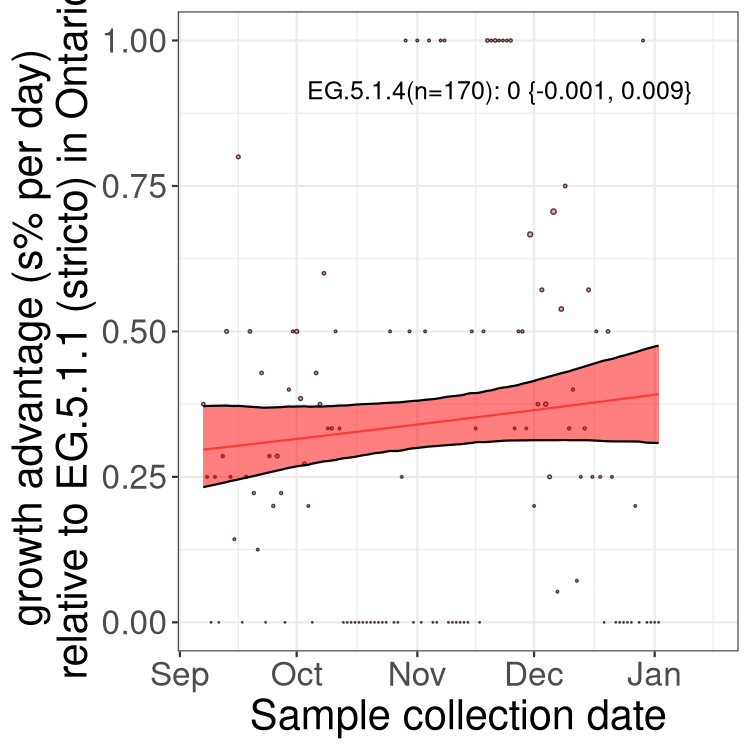 growth advantage (s% per day)
relative to EG.5.1.1 (stricto) in Ontario
1.00
0.75
0.50
0.25
0.00
EG.5.1.4(n=170): 0 {-0.001, 0.009}
Sep Oct Nov Dec Jan
Sample collection date